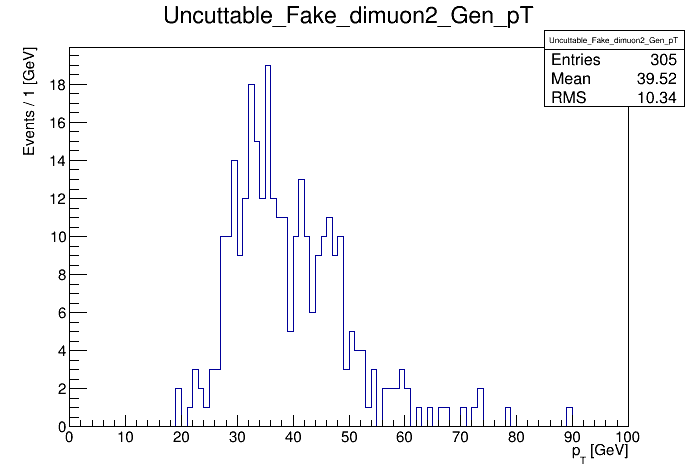 Uncuttable_Fake_dimuon2_Gen_pT
Uncuttable_Fake_dimuon2_Gen_pT
Entries 305
Mean 39.52
RMS 10.34
Events / 1 [GeV]
18
16
14
12
10
8
6
4
2
0
0 10 20 30 40 50 60 70 80 90 100
p_T [GeV]